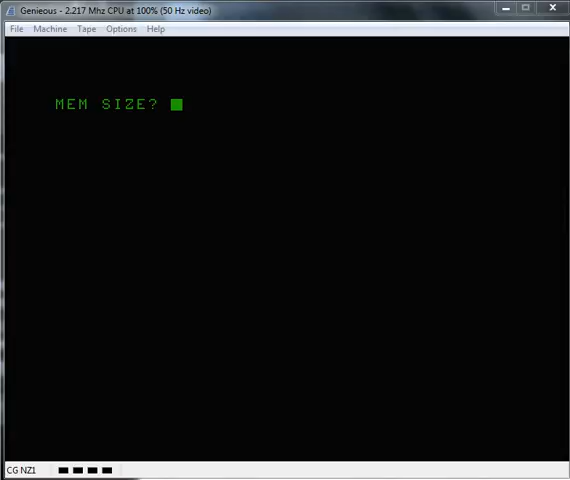 Genieous - 2.217 Mhz CPU at 100% (50 Hz video)
File Machine Tape Options Help
MEM SIZE?
CG NZ1